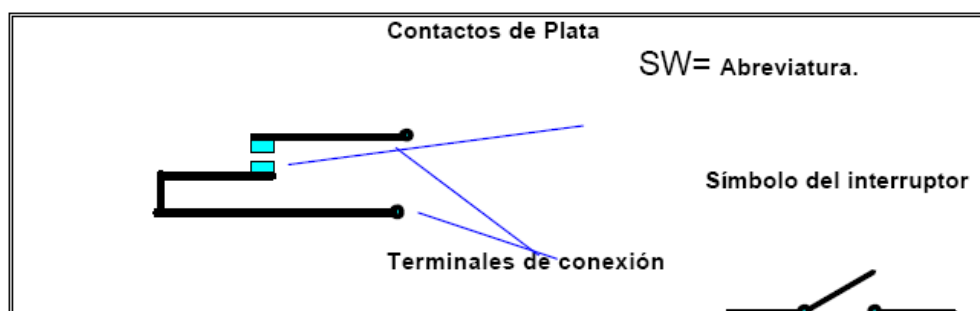 Contactos de Plata
SW= Abreviatura.
Símbolo del interruptor
Terminales de conexión